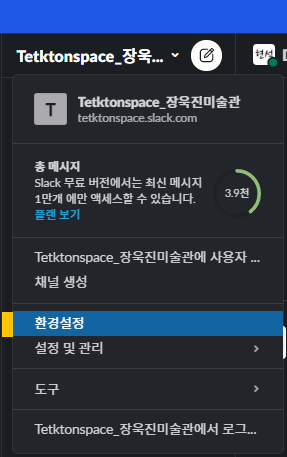 Tetktonspace_장욱...
현성
T
Tetktonspace_장욱진미술관
tetktonspace.slack.com
총 메시지
Slack 무료 버전에서는 최신 메시지
1만개 에만 액세스할 수 있습니다.
플랜 보기
3.9천
Tetktonspace_장욱진미술관에 사용자 ...
채널 생성
환경설정
설정 및 관리
도구
Tetktonspace_장욱진미술관에서 로그...